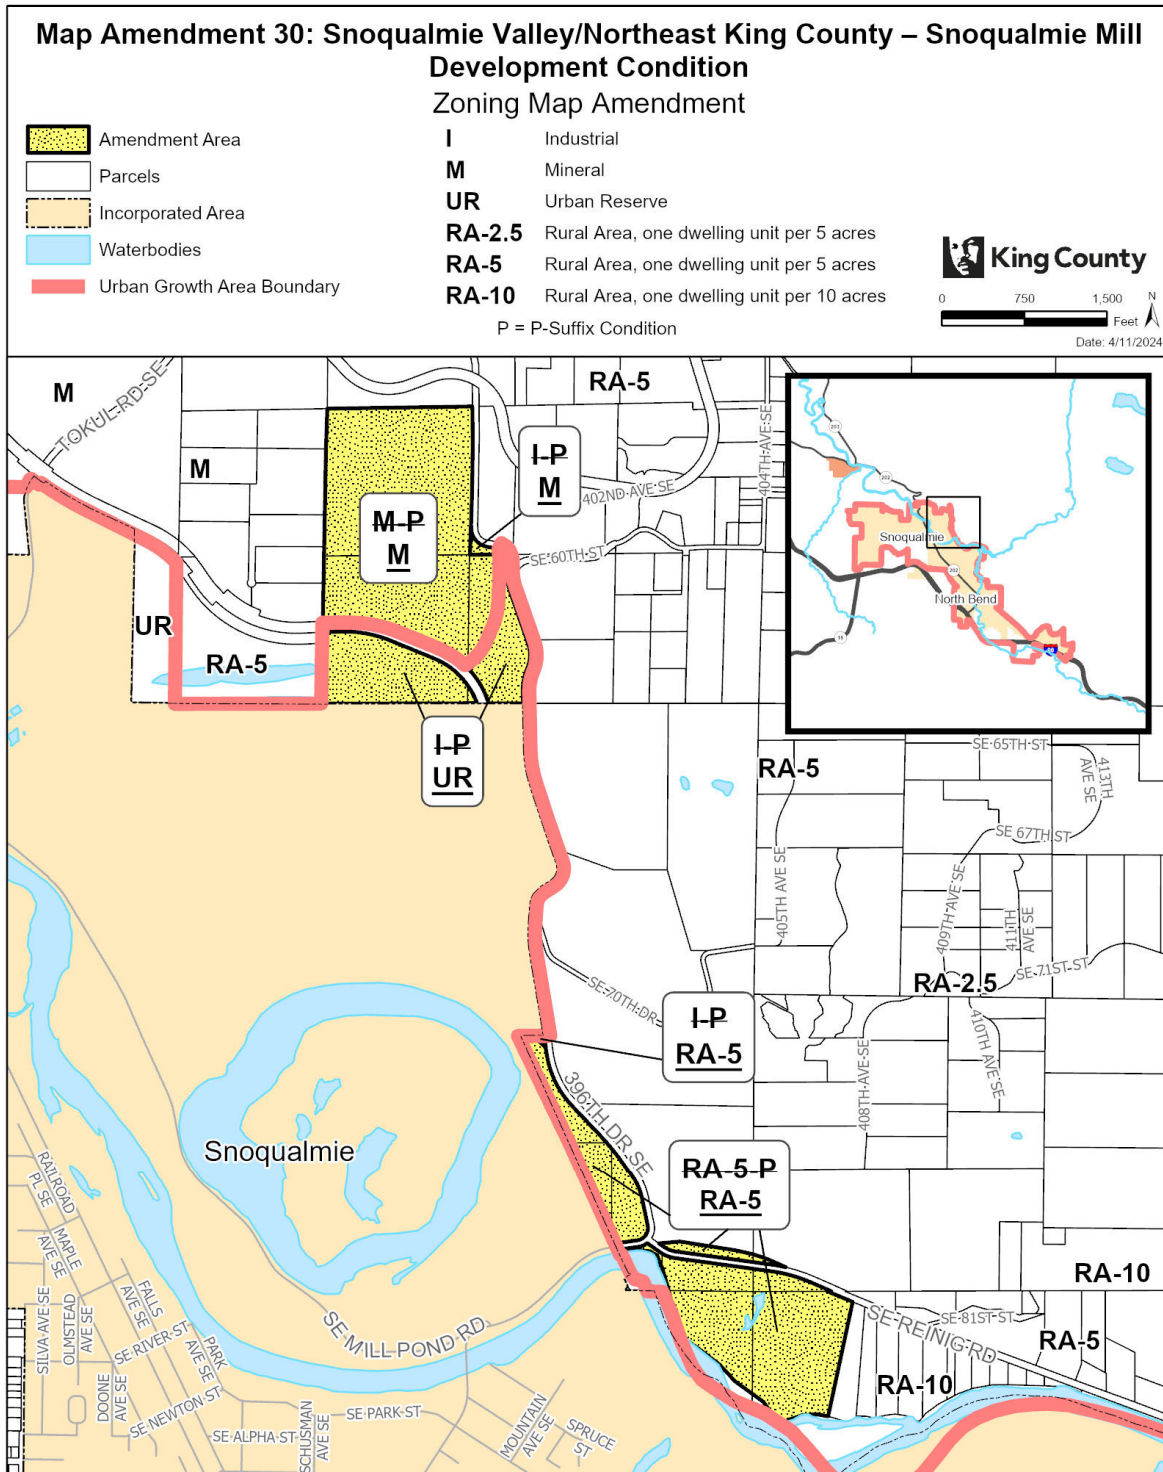 Map Amendment 30: Snoqualmie Valley/Northeast King County – Snoqualmie Mill
Development Condition
Zoning Map Amendment
Amendment Area
Parcels
Incorporated Area
Waterbodies
Urban Growth Area Boundary
I Industrial
M Mineral
UR Urban Reserve
RA-2.5 Rural Area, one dwelling unit per 5 acres
RA-5 Rural Area, one dwelling unit per 5 acres
RA-10 Rural Area, one dwelling unit per 10 acres
P = P-Suffix Condition
King County
0 750 1,500
Feet
N
Date: 4/11/2024
M
TOKUL RD SE
RA-5
404TH AVE SE
M
I-P
M
402ND AVE SE
M-P
M
SE 60TH ST
UR
RA-5
I-P
UR
203
202
Snoqualmie
202
North Bend
90
RA-5
SE 65TH ST
413TH
AVE SE
SE 67TH ST
405TH AVE SE
409TH AVE SE
411TH
AVE SE
SE 71ST ST
RA-2.5
SE 70TH DR
I-P
RA-5
408TH AVE SE
410TH AVE SE
396TH DR SE
Snoqualmie
RA-5-P
RA-5
RAILROAD
PL SE
MAPLE
AVE SE
FALLS
AVE SE
PARK
AVE SE
SILVA AVE SE
OLMSTEAD
AVE SE
SE RIVER ST
DOONE
AVE SE
SE NEWTON ST
SE ALPHA ST
SCHUSMAN
AVE SE
SE PARK ST
SE MILL POND RD
MOUNTAIN
AVE SE
SPRUCE
ST
RA-10
SE REINIG RD
SE 81ST ST
RA-5
RA-10